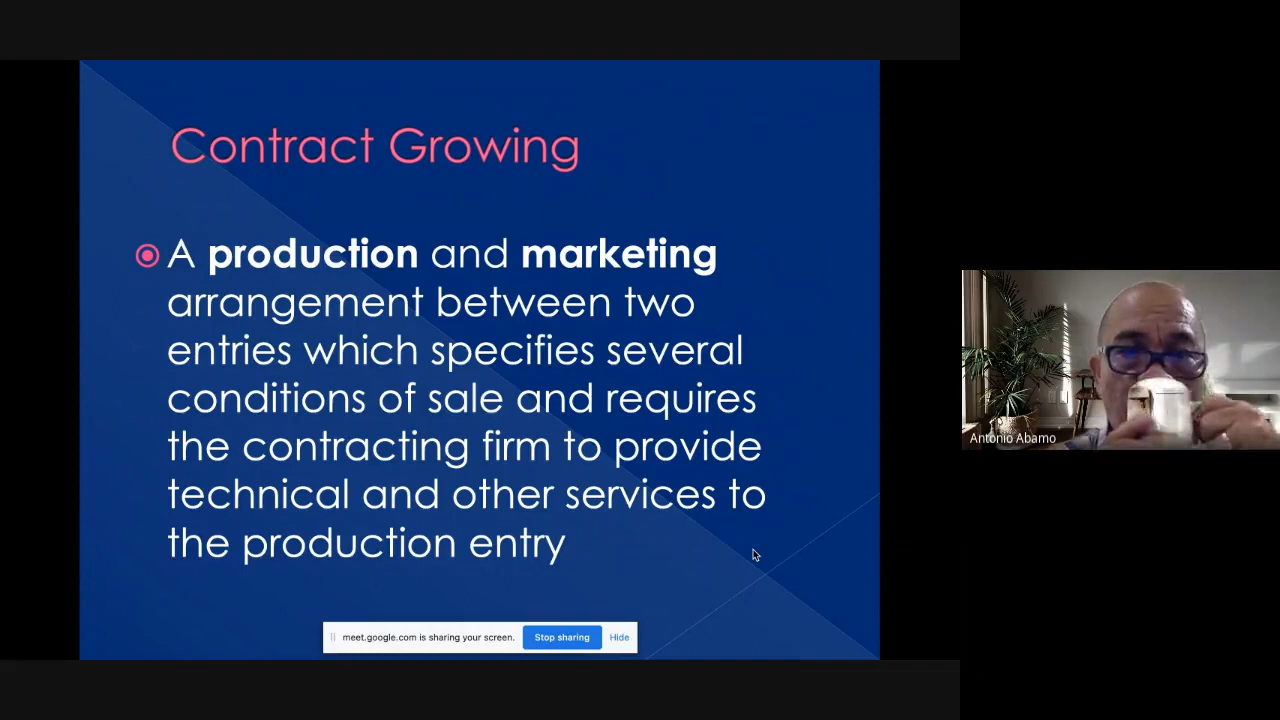 Contract Growing
A production and marketing
arrangement between two
entries which specifies several
conditions of sale and requires
the contracting firm to provide
technical and other services to
the production entry
meet.google.com is sharing your screen. Stop sharing Hide
Antonio Abamo